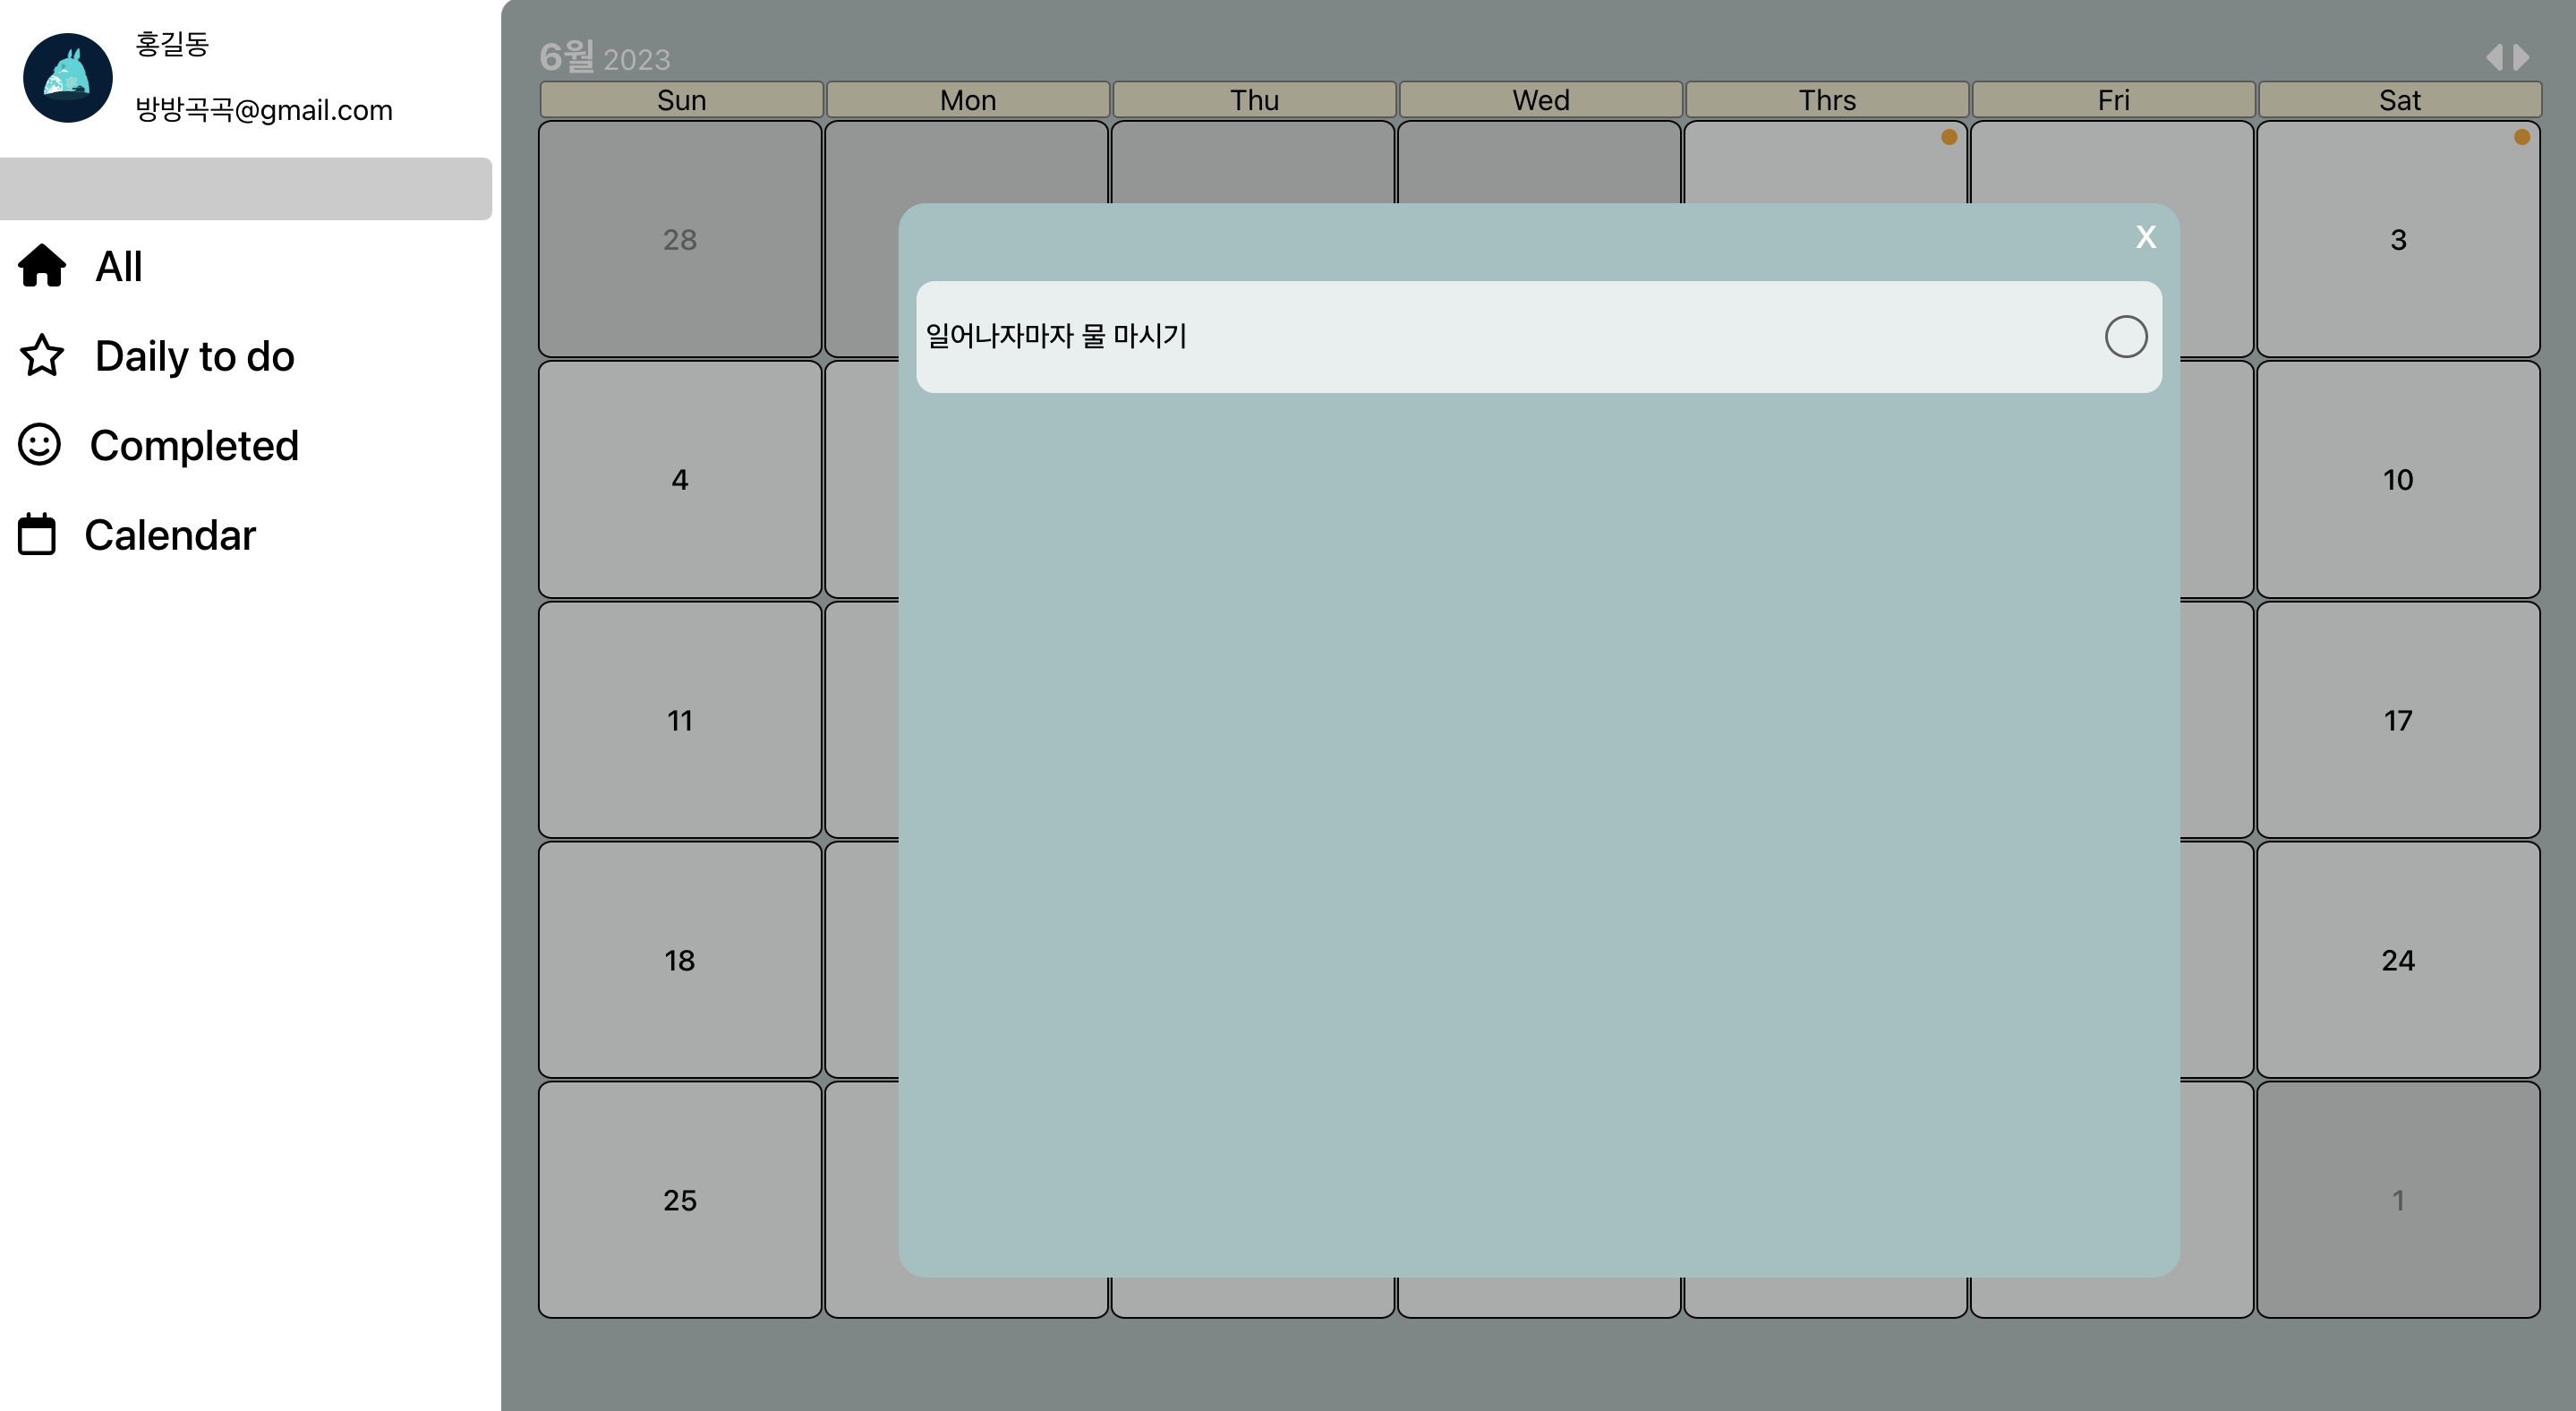 홍길동
방방곡곡@gmail.com
All
Daily to do
Completed
Calendar
6월 2023
Sun Mon Thu Wed Thrs Fri Sat
28 3
X
일어나자마자 물 마시기
4 10
11 17
18 24
25 1